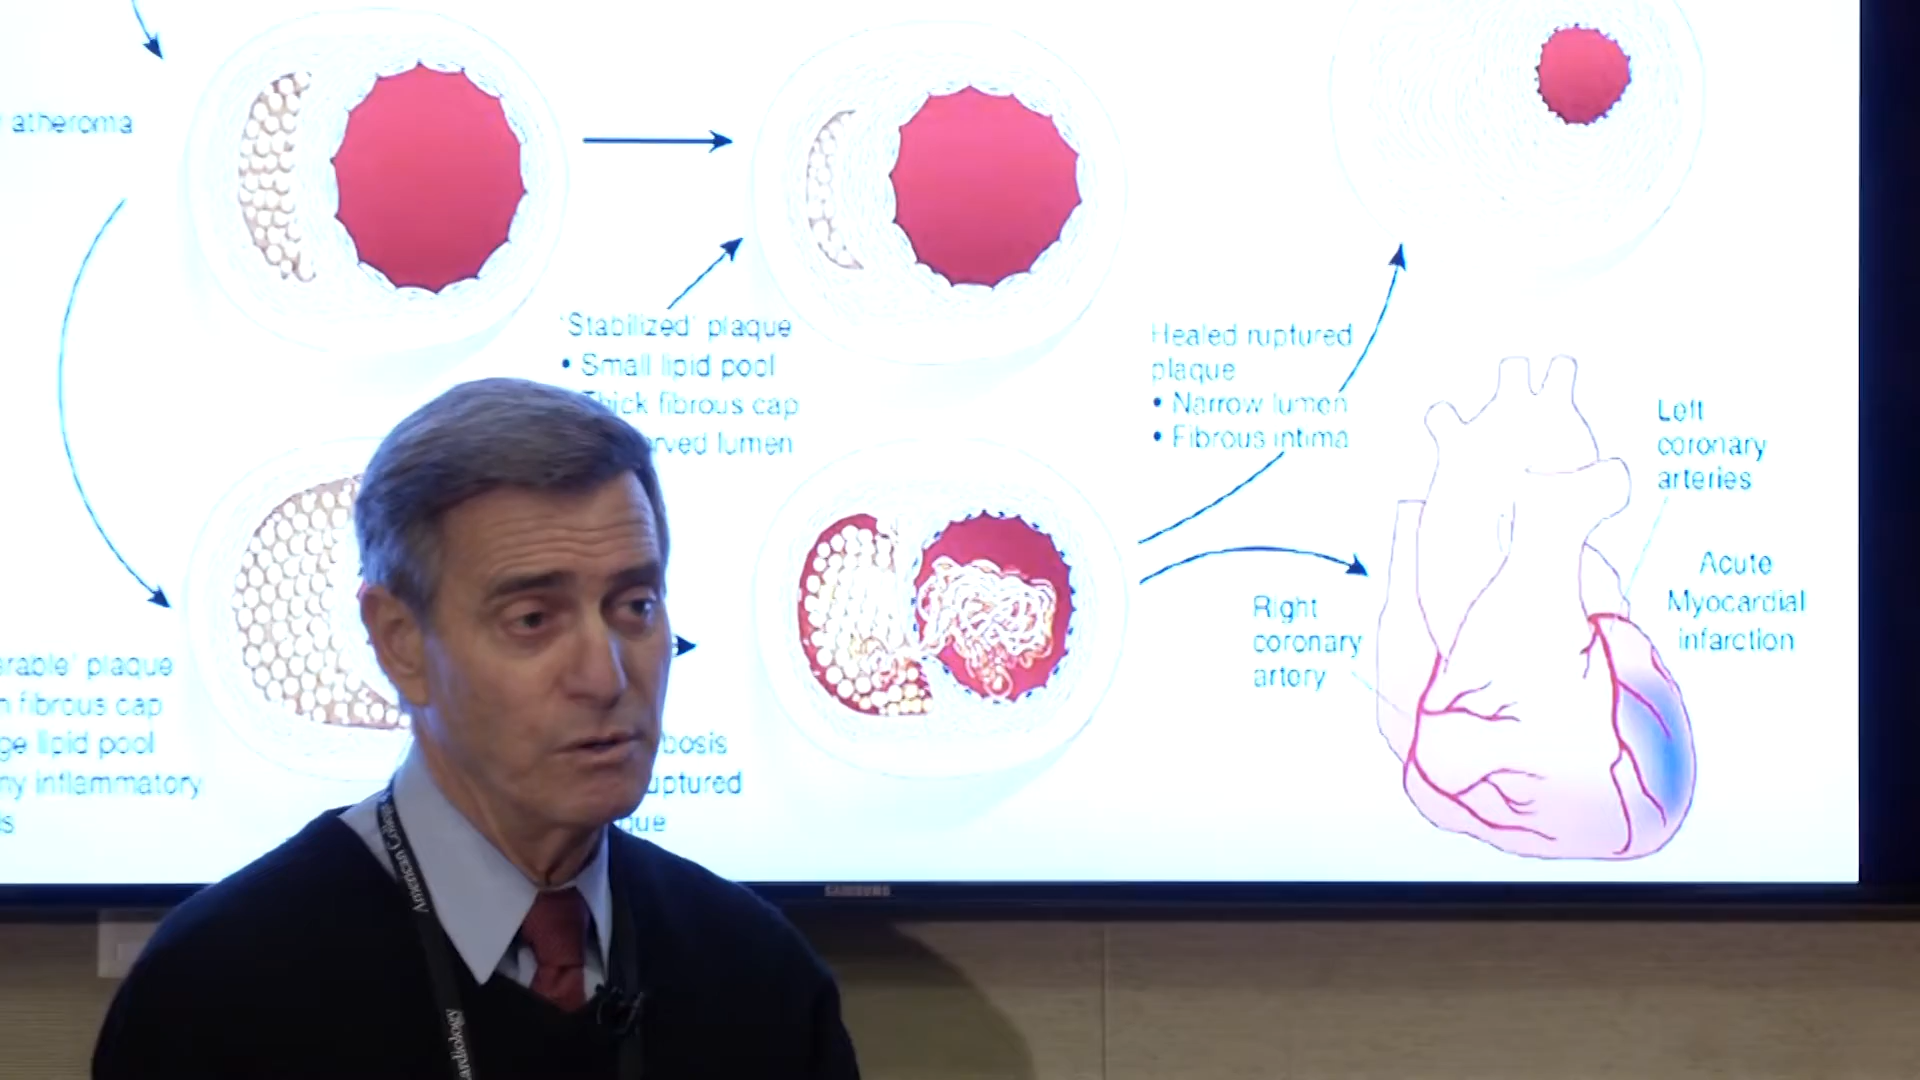 atheroma
'Stabilized' plaque
• Small lipid pool
Thick fibrous cap
rved lumen
Healed ruptured
plaque
• Narrow lumen
• Fibrous intima
Left
coronary
arteries
Acute
Myocardial
infarction
Right
coronary
artery
rable' plaque
fibrous cap
ge lipid pool
ny inflammatory
s
bosis
uptured
que
American College
ardiology
SAMSUNG